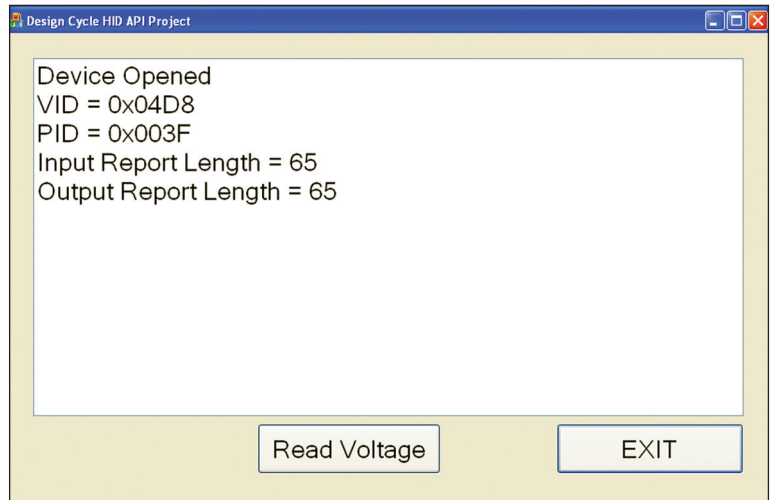 Design Cycle HID API Project
Device Opened
VID = 0x04D8
PID = 0x003F
Input Report Length = 65
Output Report Length = 65
Read Voltage
EXIT